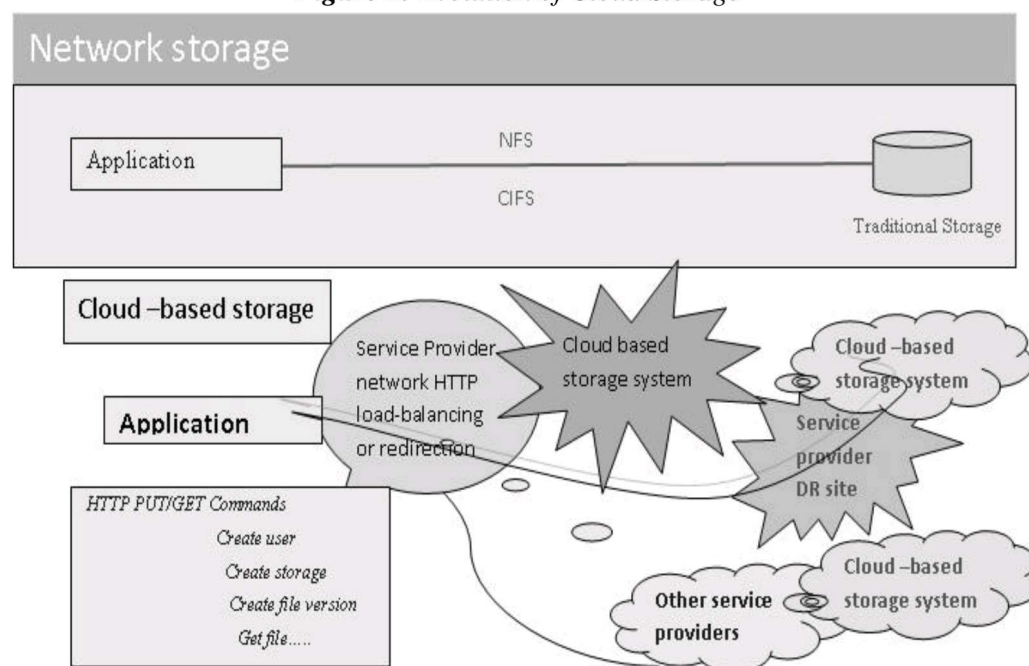 Network storage
Application
NFS
CIFS
Traditional Storage
Cloud –based storage
Service Provider
network HTTP
load-balancing
or redirection
Cloud based
storage system
Cloud –based
storage system
Application
Service
provider
DR site
HTTP PUT/GET Commands
Create user
Create storage
Create file version
Get file.....
Other service
providers
Cloud –based
storage system